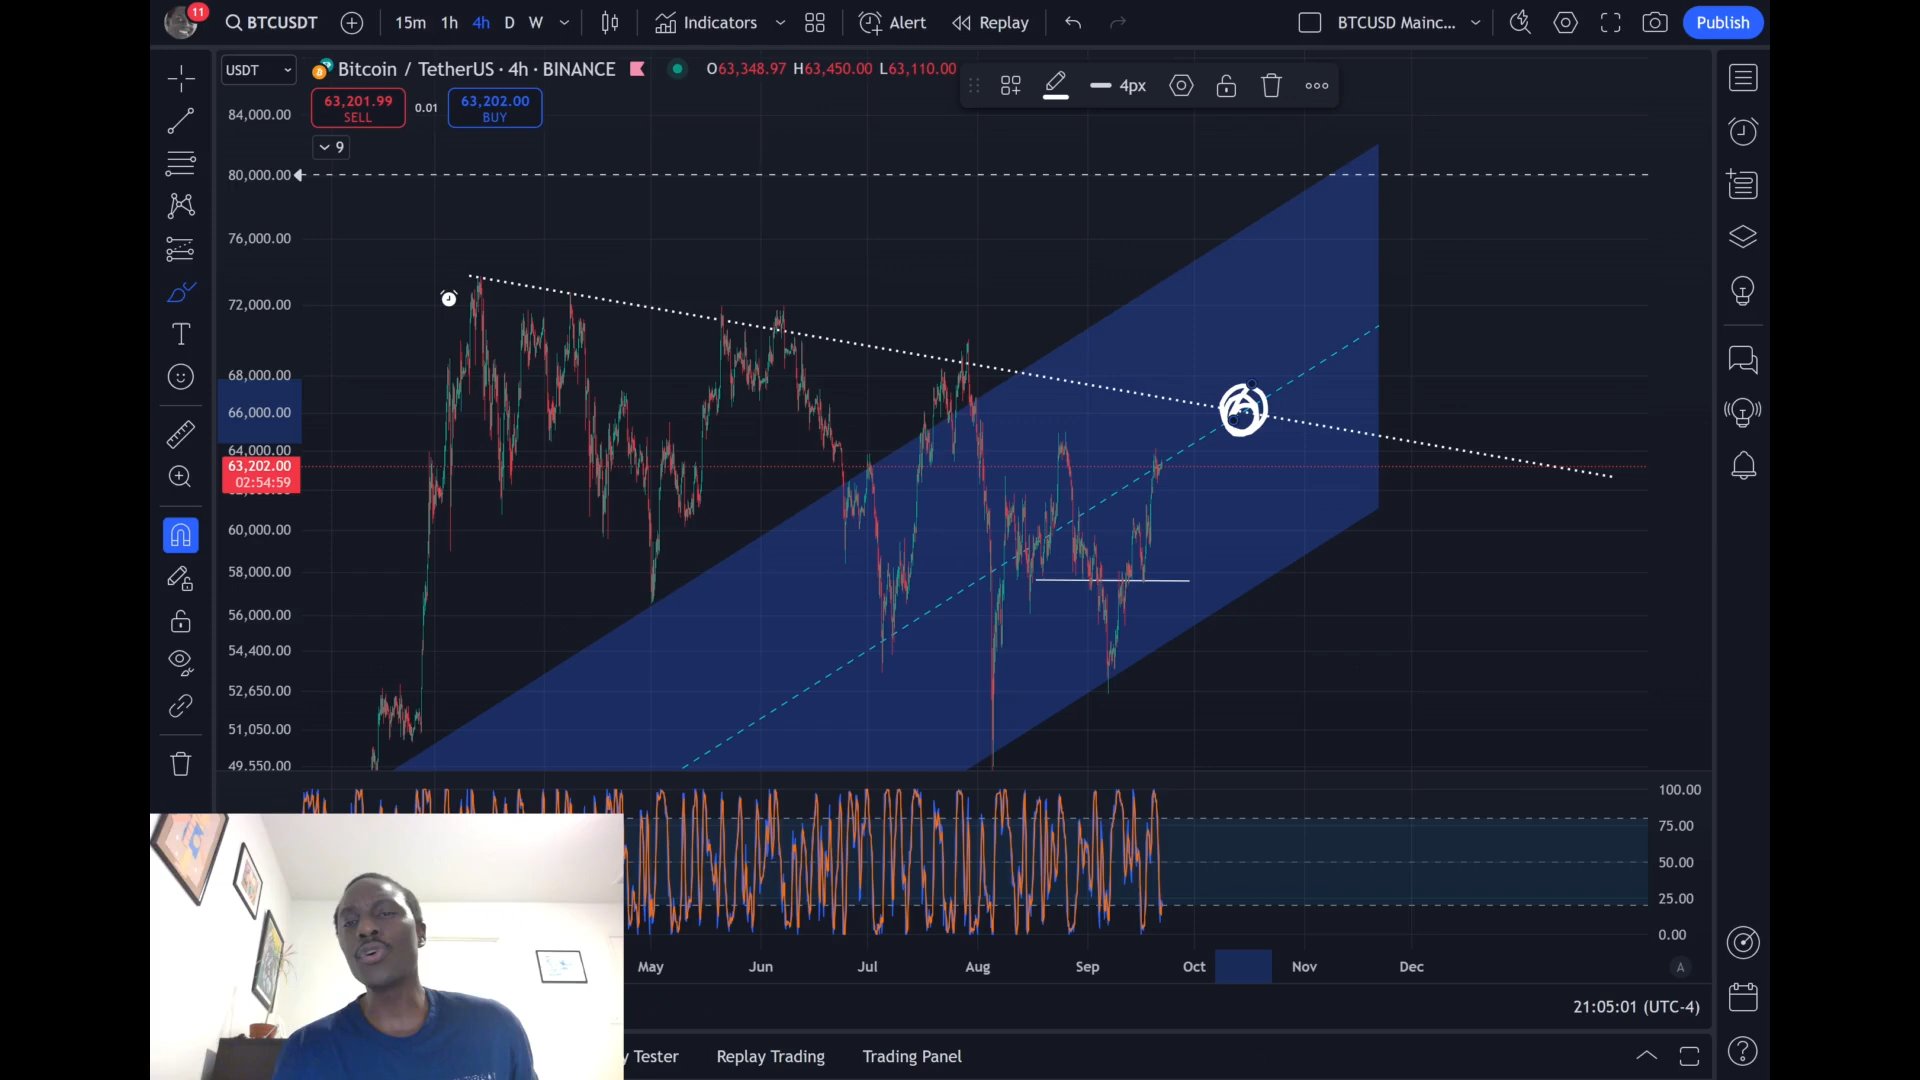 11
BTCUSDT
15m 1h 4h D W
Indicators
Alert
Replay
BTCUSD Mainc...
Publish
USDT
Bitcoin / TetherUS · 4h · BINANCE
O63,348.97 H63,450.00 L63,110.00
4px
63,201.99
SELL
0.01
63,202.00
BUY
9
84,000.00
80,000.00
76,000.00
72,000.00
68,000.00
66,000.00
64,000.00
63,202.00
02:54:59
60,000.00
58,000.00
56,000.00
54,400.00
52,650.00
51,050.00
49,550.00
100.00
75.00
50.00
25.00
0.00
May Jun Jul Aug Sep Oct Nov Dec
A
21:05:01 (UTC-4)
y Tester
Replay Trading
Trading Panel